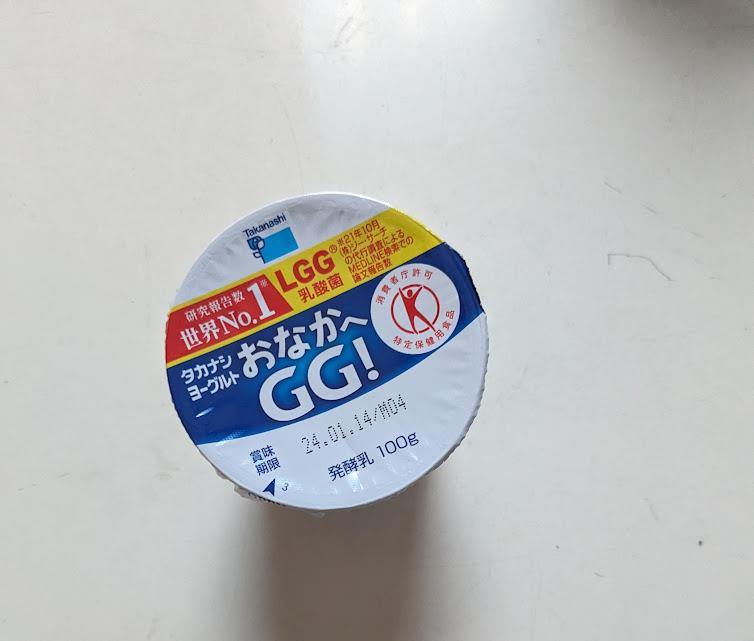 Takanashi
研究報告数
世界No.1※
LGG®
乳酸菌
※21年10月
(株)ジー・サーチ
の代行調査による
MEDLINE検索での
論文報告数
消費者庁許可
特定保健用食品
タカナシ
ヨーグルト
おなかへ
GG!
24.01.14/M04
賞味
期限
発酵乳 100g
3